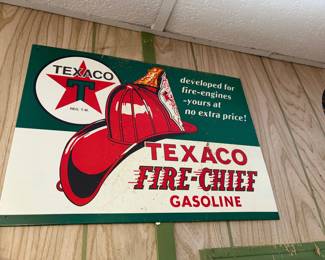 TEXACO
T
REG. T-M
developed for
fire-engines
-yours at
no extra price!
TEXACO
FIRE-CHIEF
GASOLINE